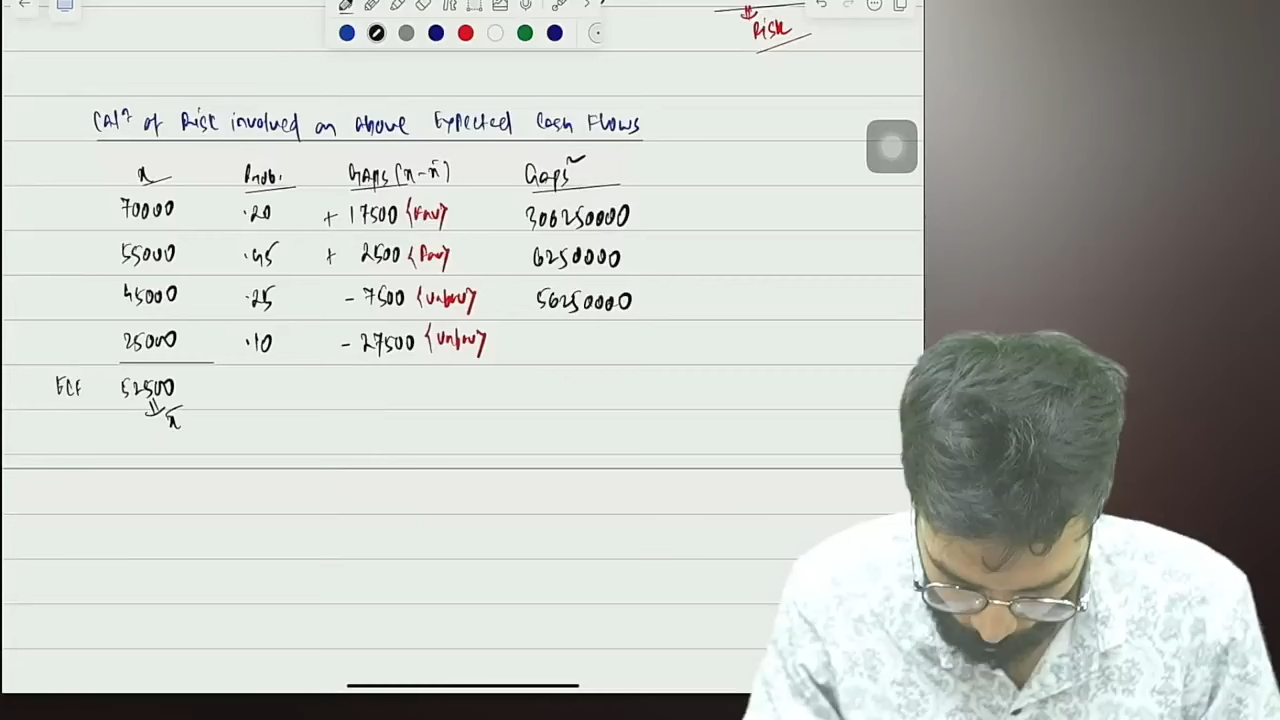 Risk
Calⁿ of Risk involved on above Expected Cash Flows
x Prob. Gaps (x-x̄) Gaps²
70000 .20 + 17500 {Fav} 306250000
55000 .45 + 2500 {Fav} 6250000
45000 .25 - 7500 {Unfav} 56250000
25000 .10 - 27500 {Unfav}
ECF 52500
x̄